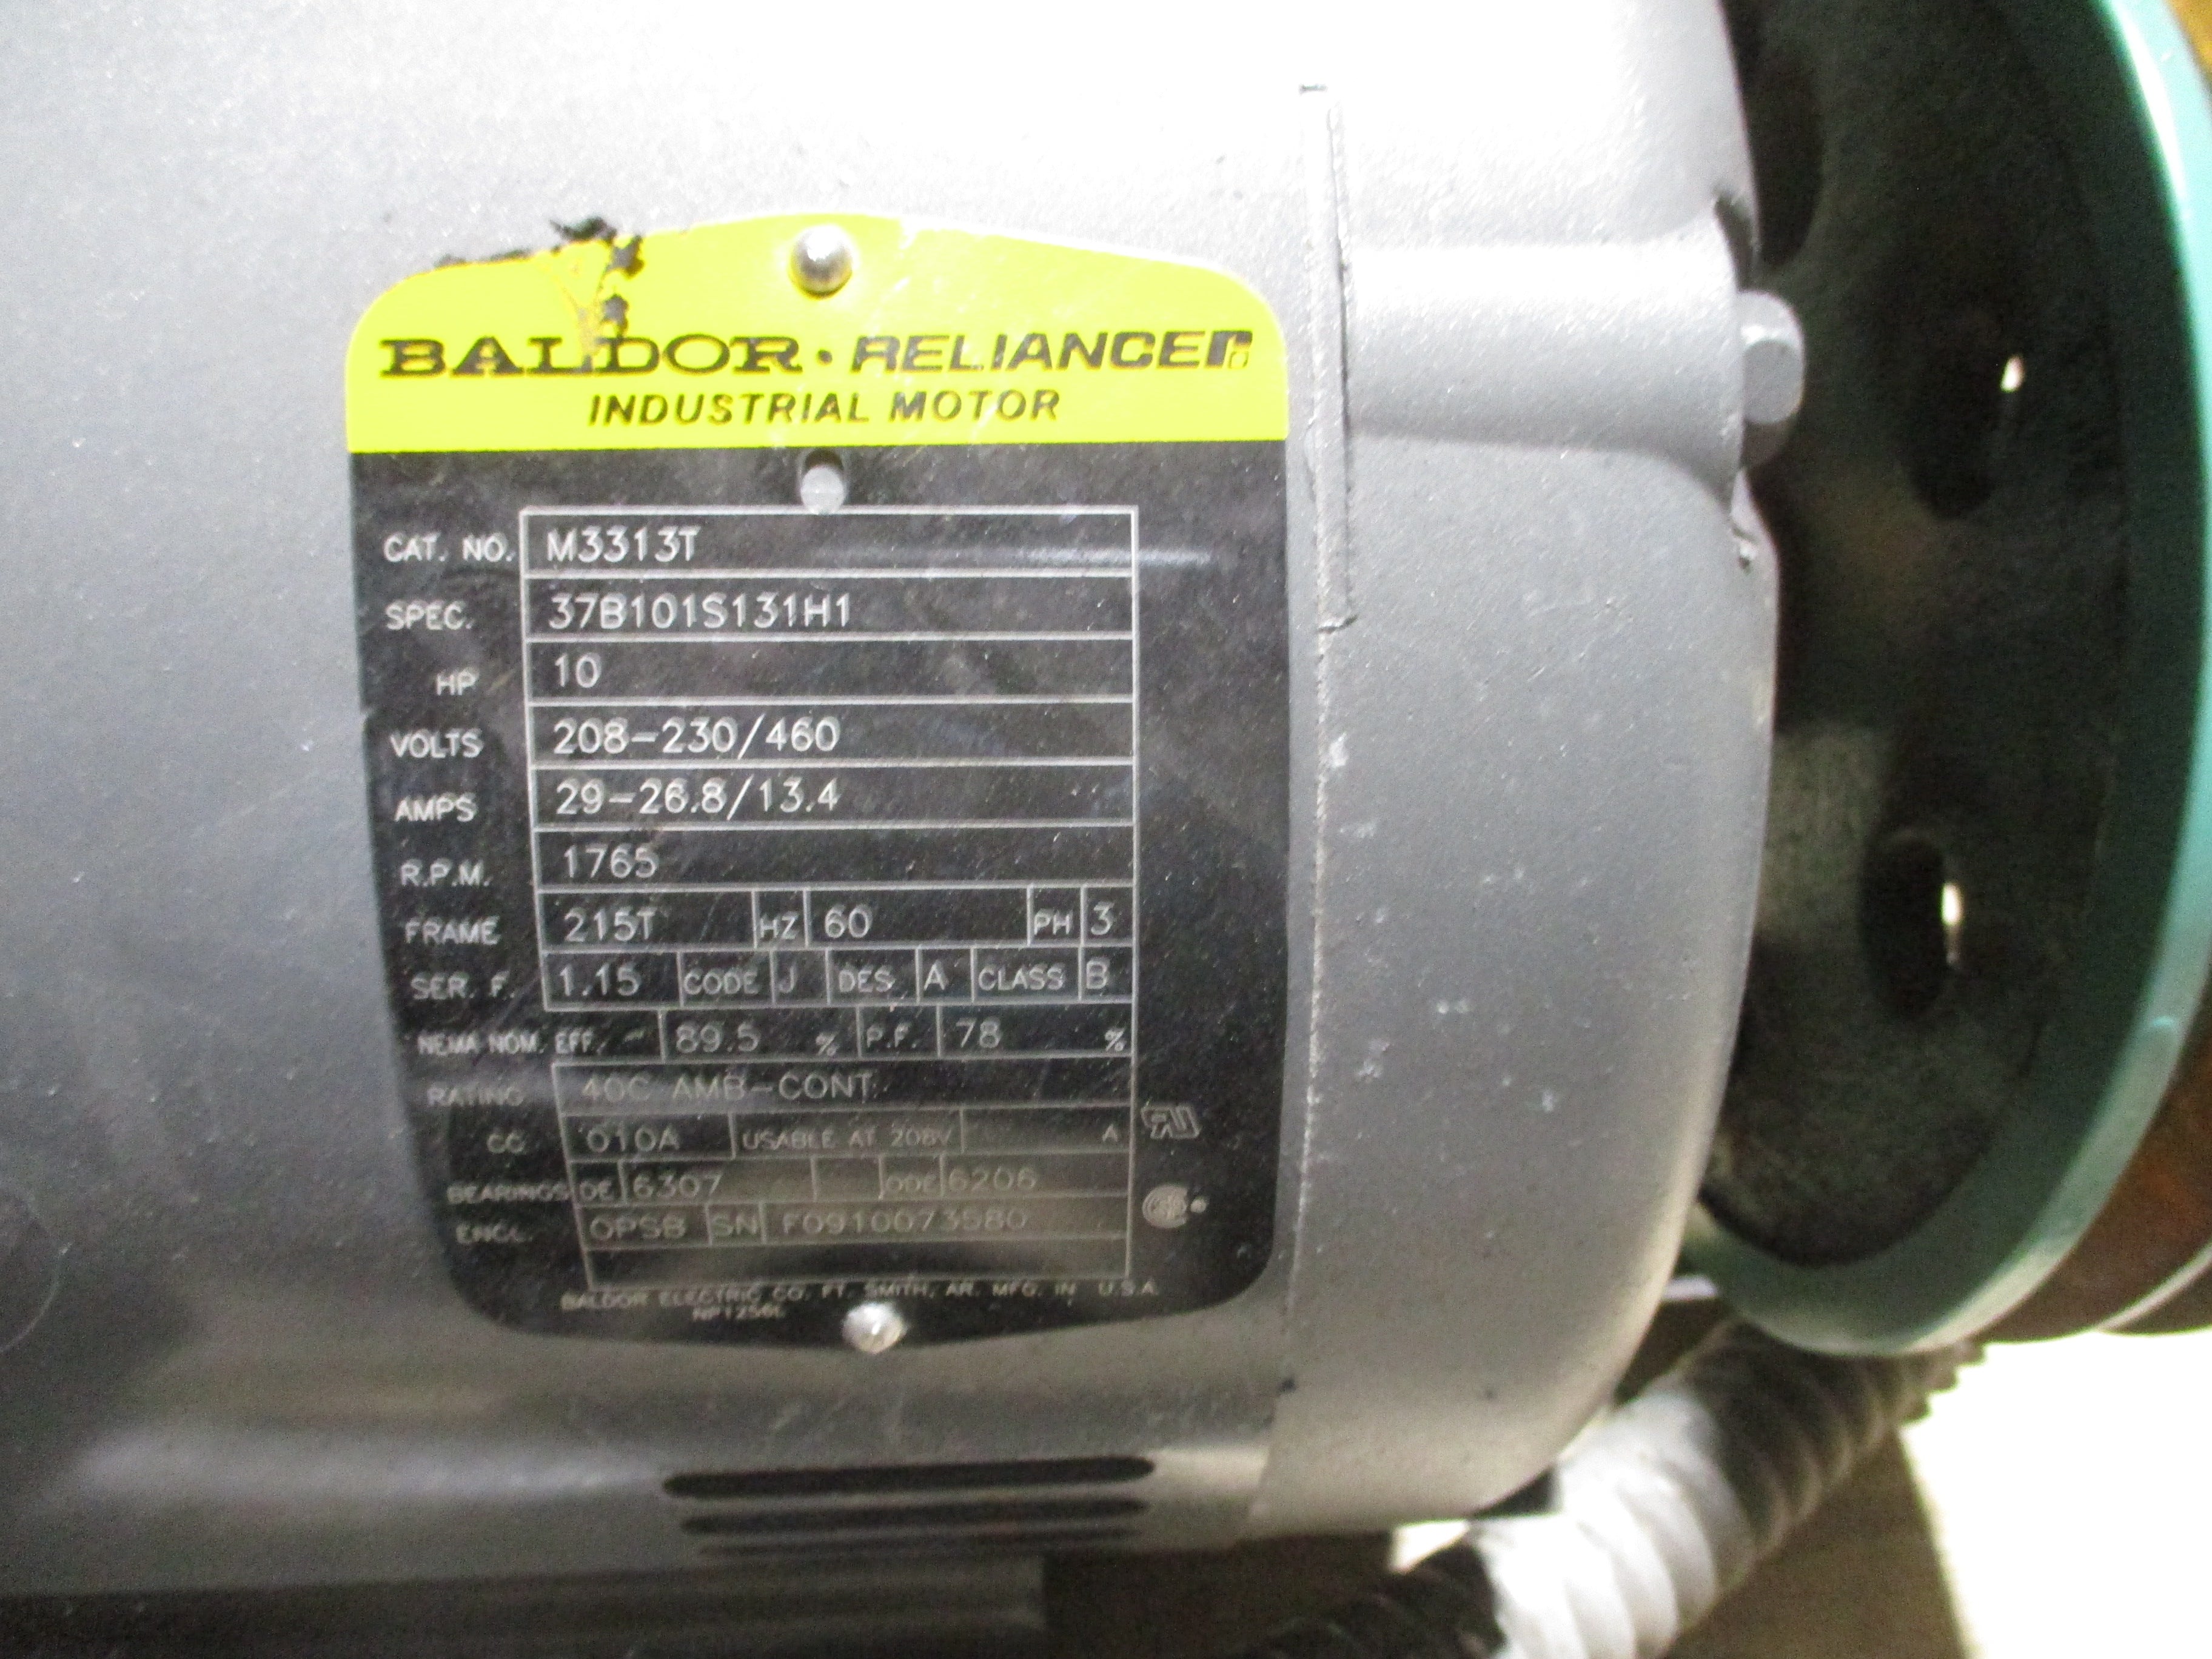 BALDOR • RELIANCE
INDUSTRIAL MOTOR
CAT. NO. M3313T
SPEC. 37B101S131H1
HP 10
VOLTS 208-230/460
AMPS 29-26.8/13.4
R.P.M. 1765
FRAME 215T HZ 60 PH 3
SER. F. 1.15 CODE J DES. A CLASS B
NEMA NOM. EFF. 89.5 % P.F. 78 %
RATING 40C AMB-CONT
CC 010A USABLE AT 208V A
BEARINGS DE 6307 ODE 6206
ENCL. OPSB SN F0910073580
BALDOR ELECTRIC CO. FT. SMITH, AR. MFG. IN U.S.A.